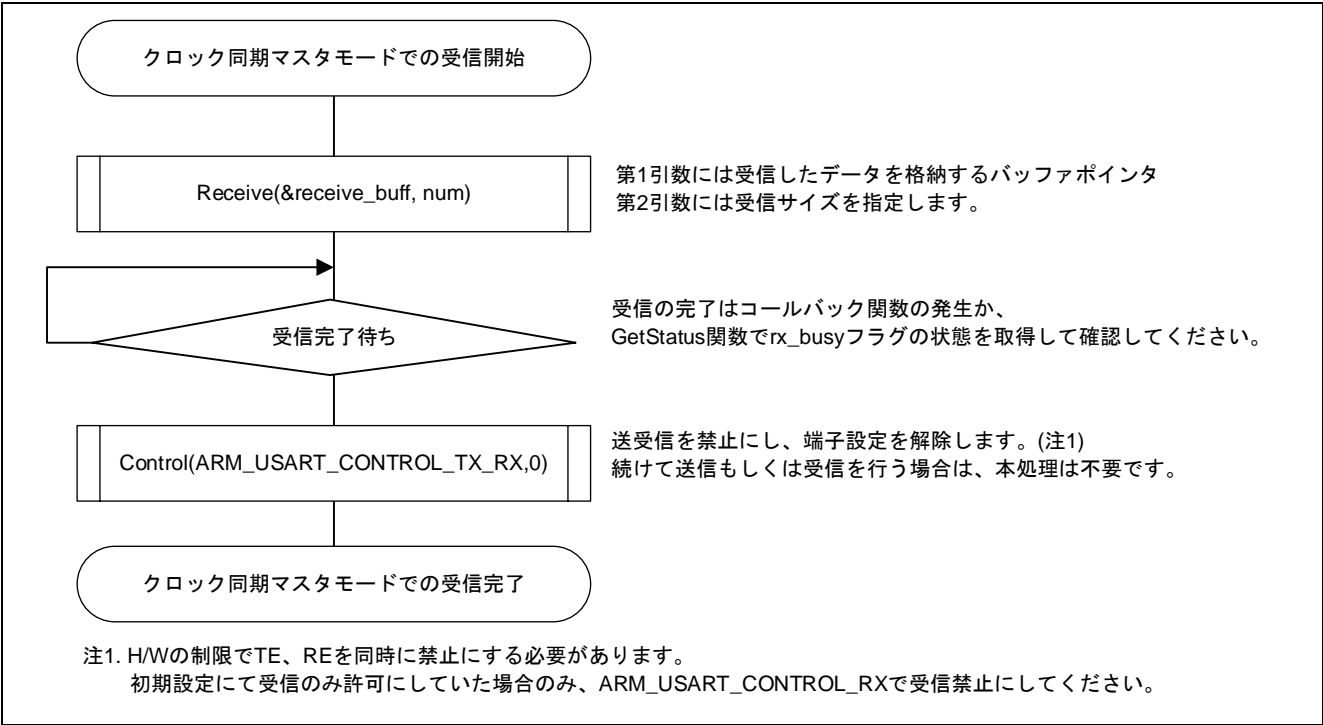 クロック同期マスタモードでの受信開始
Receive(&receive_buff, num)
第1引数には受信したデータを格納するバッファポインタ
第2引数には受信サイズを指定します。
受信完了待ち
受信の完了はコールバック関数の発生か、
GetStatus関数でrx_busyフラグの状態を取得して確認してください。
Control(ARM_USART_CONTROL_TX_RX,0)
送受信を禁止にし、端子設定を解除します。(注1)
続けて送信もしくは受信を行う場合は、本処理は不要です。
クロック同期マスタモードでの受信完了
注1. H/Wの制限でTE、REを同時に禁止にする必要があります。
初期設定にて受信のみ許可にしていた場合のみ、ARM_USART_CONTROL_RXで受信禁止にしてください。